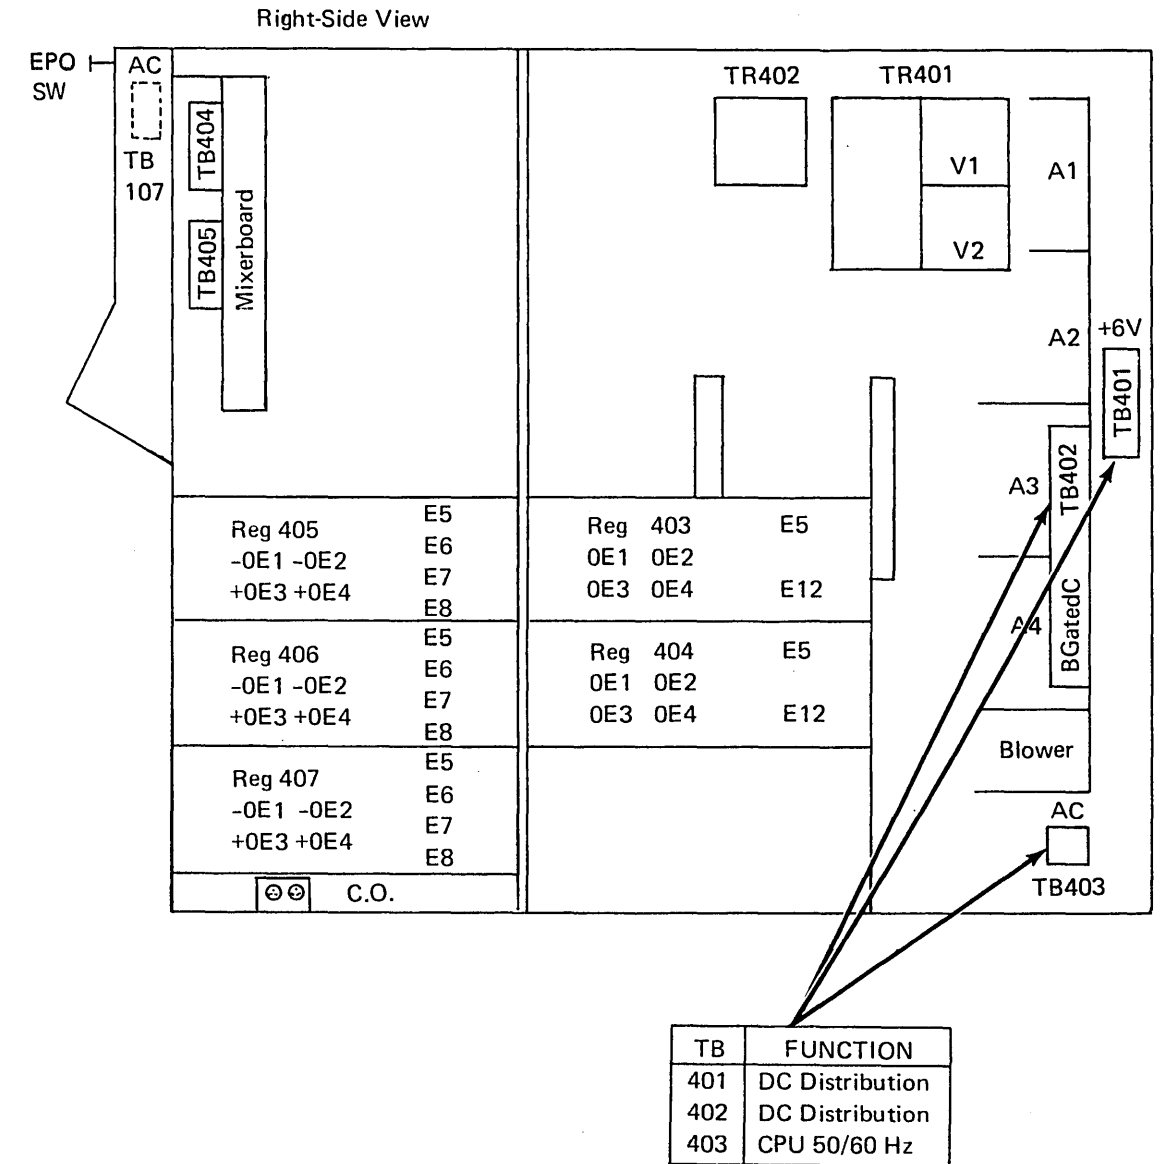 Right-Side View
EPO
SW
AC
TB
107
TB404
TB405
Mixerboard
TR402
TR401
V1
V2
A1
A2
+6V
TB401
TB402
A3
A4
BGatedC
Blower
AC
TB403
Reg 405
-0E1 -0E2
+0E3 +0E4
E5
E6
E7
E8
Reg 403
0E1 0E2
0E3 0E4
E5
E12
Reg 406
-0E1 -0E2
+0E3 +0E4
E5
E6
E7
E8
Reg 404
0E1 0E2
0E3 0E4
E5
E12
Reg 407
-0E1 -0E2
+0E3 +0E4
E5
E6
E7
E8
C.O.
TB FUNCTION
401 DC Distribution
402 DC Distribution
403 CPU 50/60 Hz